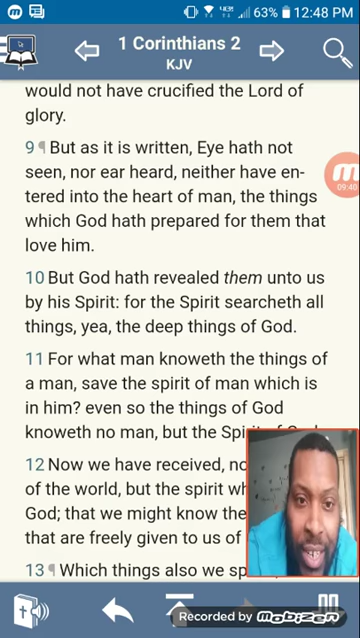 63% 12:48 PM
1 Corinthians 2
KJV
would not have crucified the Lord of
glory.
9 ¶ But as it is written, Eye hath not
seen, nor ear heard, neither have en-
tered into the heart of man, the things
which God hath prepared for them that
love him.
09:40
10 But God hath revealed them unto us
by his Spirit: for the Spirit searcheth all
things, yea, the deep things of God.
11 For what man knoweth the things of
a man, save the spirit of man which is
in him? even so the things of God
knoweth no man, but the
12 Now we have received,
of the world, but the spirit
God; that we might know the
that are freely given to us of
13 ¶ Which things also we
Recorded by Mobizen